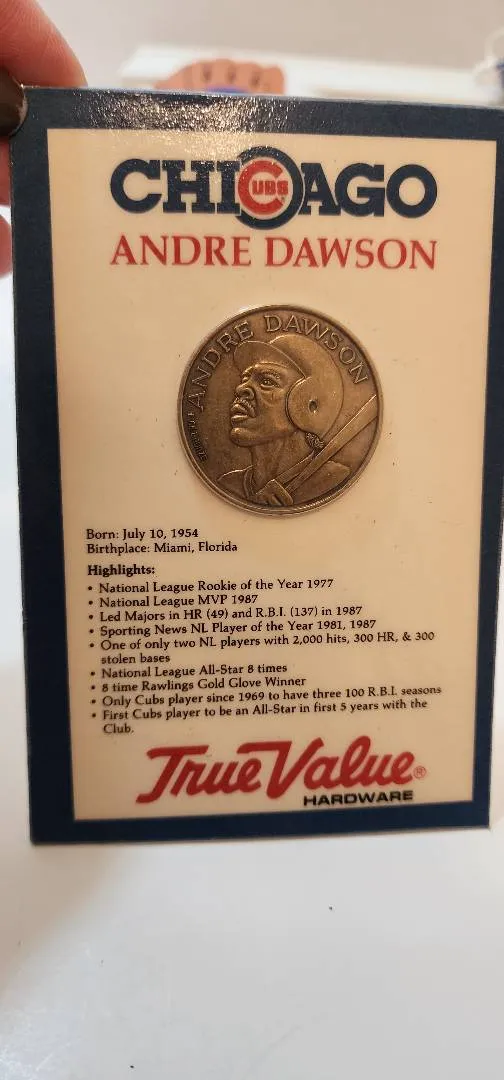 CHICAGO
CUBS
ANDRE DAWSON
ANDRE DAWSON
Born: July 10, 1954
Birthplace: Miami, Florida
Highlights:
• National League Rookie of the Year 1977
• National League MVP 1987
• Led Majors in HR (49) and R.B.I. (137) in 1987
• Sporting News NL Player of the Year 1981, 1987
• One of only two NL players with 2,000 hits, 300 HR, & 300
stolen bases
• National League All-Star 8 times
• 8 time Rawlings Gold Glove Winner
• Only Cubs player since 1969 to have three 100 R.B.I. seasons
• First Cubs player to be an All-Star in first 5 years with the
Club.
True Value®
HARDWARE